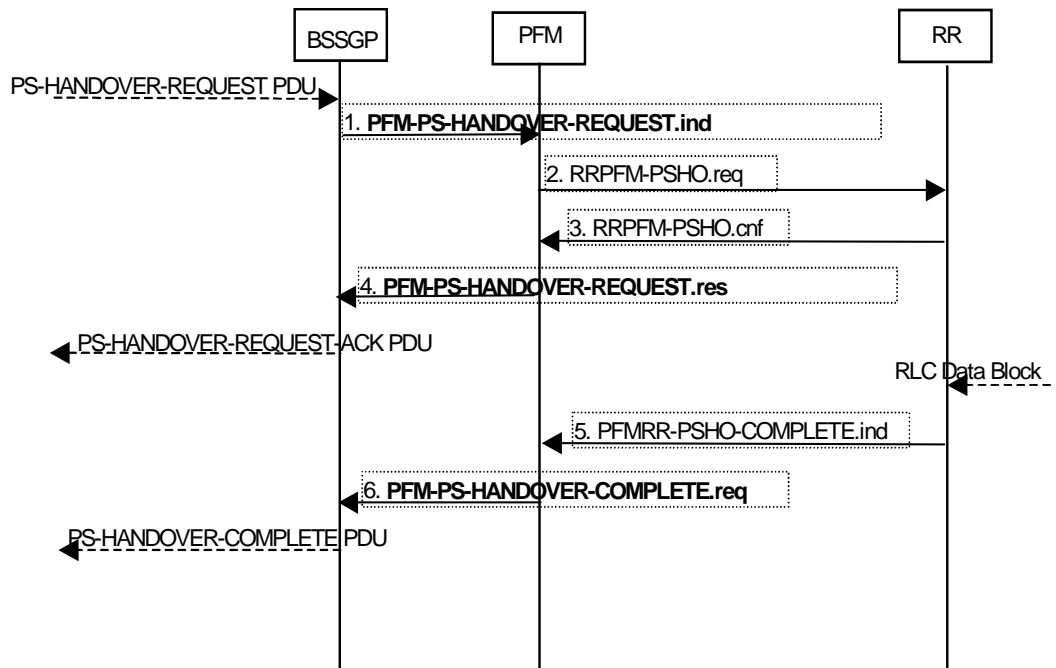 BSSGP
PFM
RR
PS-HANDOVER-REQUEST PDU
1. PFM-PS-HANDOVER-REQUEST.ind
2. RRPFM-PSHO.req
3. RRPFM-PSHO.cnf
4. PFM-PS-HANDOVER-REQUEST.res
PS-HANDOVER-REQUEST-ACK PDU
RLC Data Block
5. PFMRR-PSHO-COMPLETE.ind
6. PFM-PS-HANDOVER-COMPLETE.req
PS-HANDOVER-COMPLETE PDU